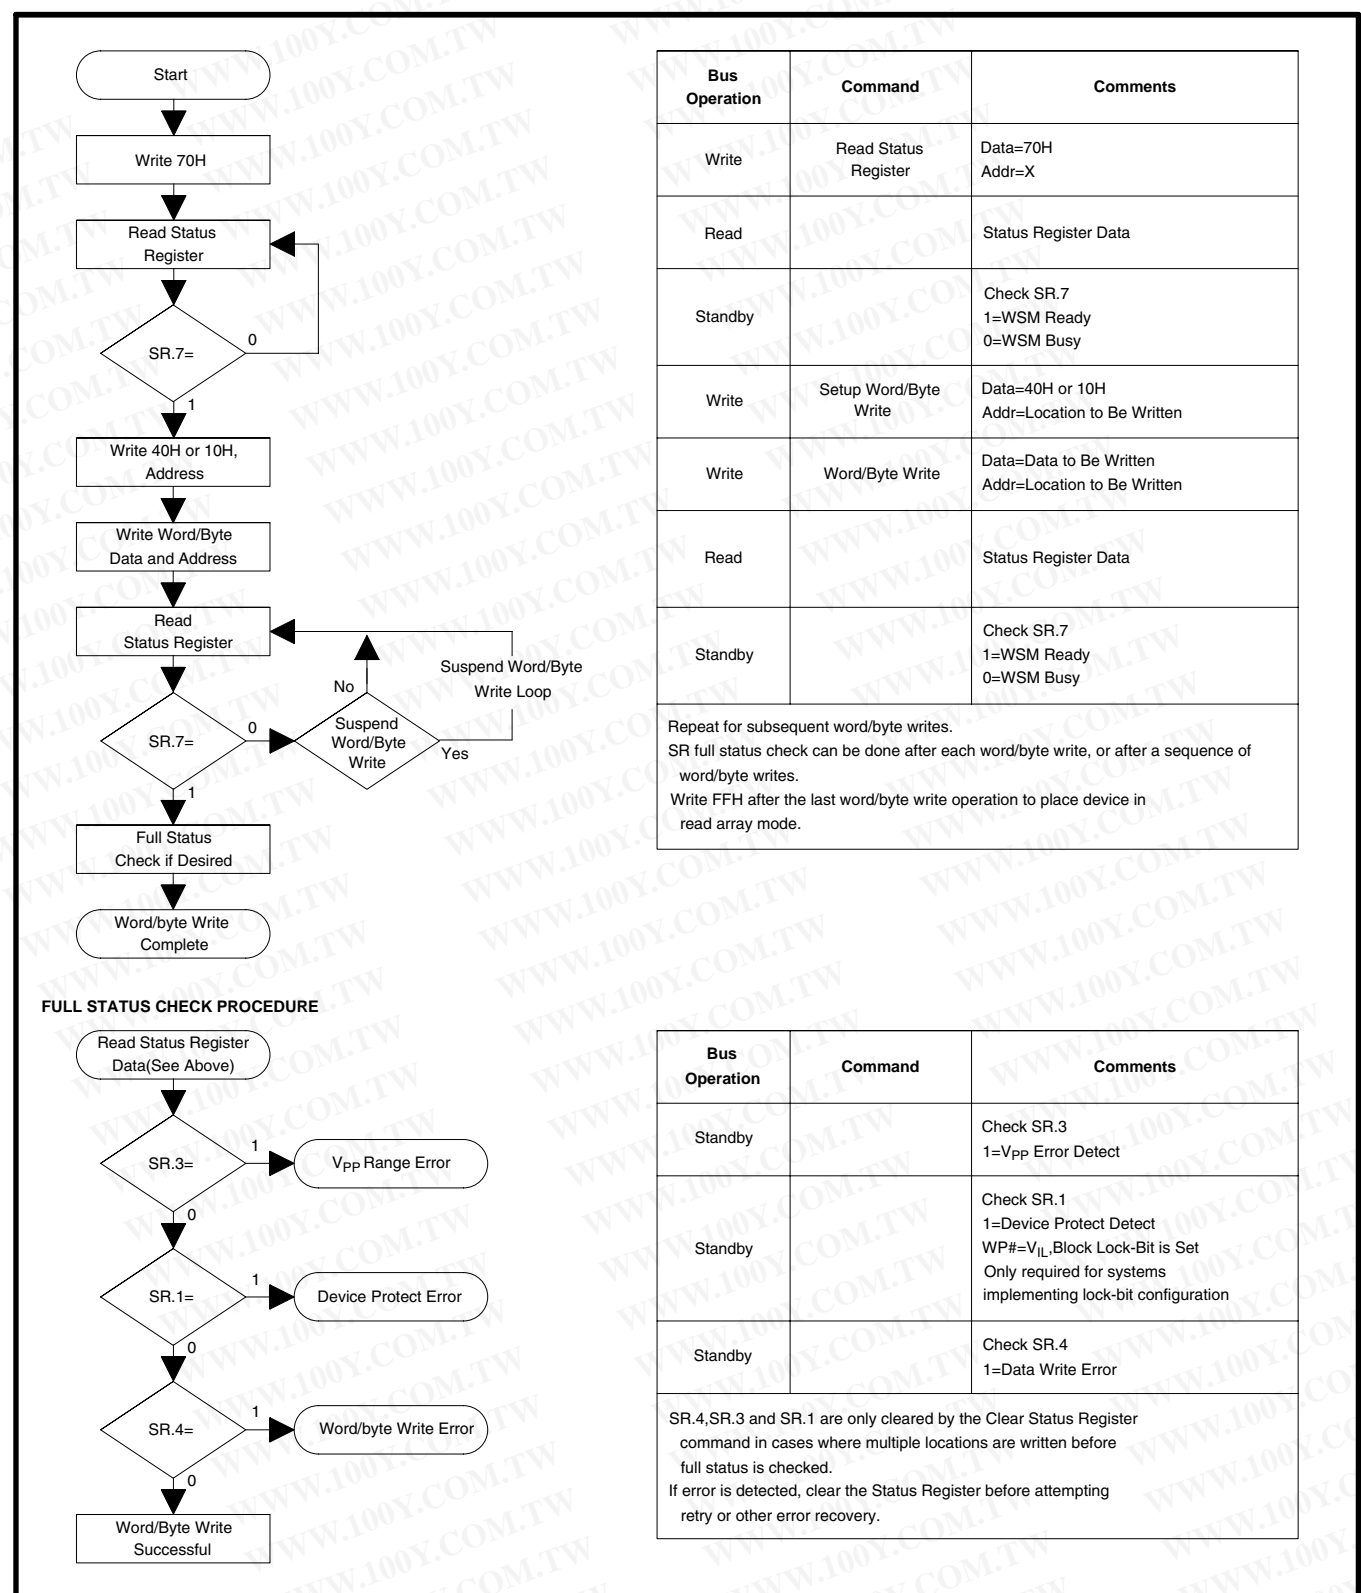 Start
Write 70H
Read Status
Register
SR.7=
0
1
Write 40H or 10H,
Address
Write Word/Byte
Data and Address
Read
Status Register
SR.7=
0
1
No
Suspend
Word/Byte
Write
Yes
Suspend Word/Byte
Write Loop
Full Status
Check if Desired
Word/byte Write
Complete
Bus
Operation
Command
Comments
Write
Read Status
Register
Data=70H
Addr=X
Read
Status Register Data
Standby
Check SR.7
1=WSM Ready
0=WSM Busy
Write
Setup Word/Byte
Write
Data=40H or 10H
Addr=Location to Be Written
Write
Word/Byte Write
Data=Data to Be Written
Addr=Location to Be Written
Read
Status Register Data
Standby
Check SR.7
1=WSM Ready
0=WSM Busy
Repeat for subsequent word/byte writes.
SR full status check can be done after each word/byte write, or after a sequence of
word/byte writes.
Write FFH after the last word/byte write operation to place device in
read array mode.
FULL STATUS CHECK PROCEDURE
Read Status Register
Data(See Above)
SR.3=
1
VPP Range Error
0
SR.1=
1
Device Protect Error
0
SR.4=
1
Word/byte Write Error
0
Word/Byte Write
Successful
Bus
Operation
Command
Comments
Standby
Check SR.3
1=VPP Error Detect
Standby
Check SR.1
1=Device Protect Detect
WP#=VIL,Block Lock-Bit is Set
Only required for systems
implementing lock-bit configuration
Standby
Check SR.4
1=Data Write Error
SR.4,SR.3 and SR.1 are only cleared by the Clear Status Register
command in cases where multiple locations are written before
full status is checked.
If error is detected, clear the Status Register before attempting
retry or other error recovery.
WWW.100Y.COM.TW